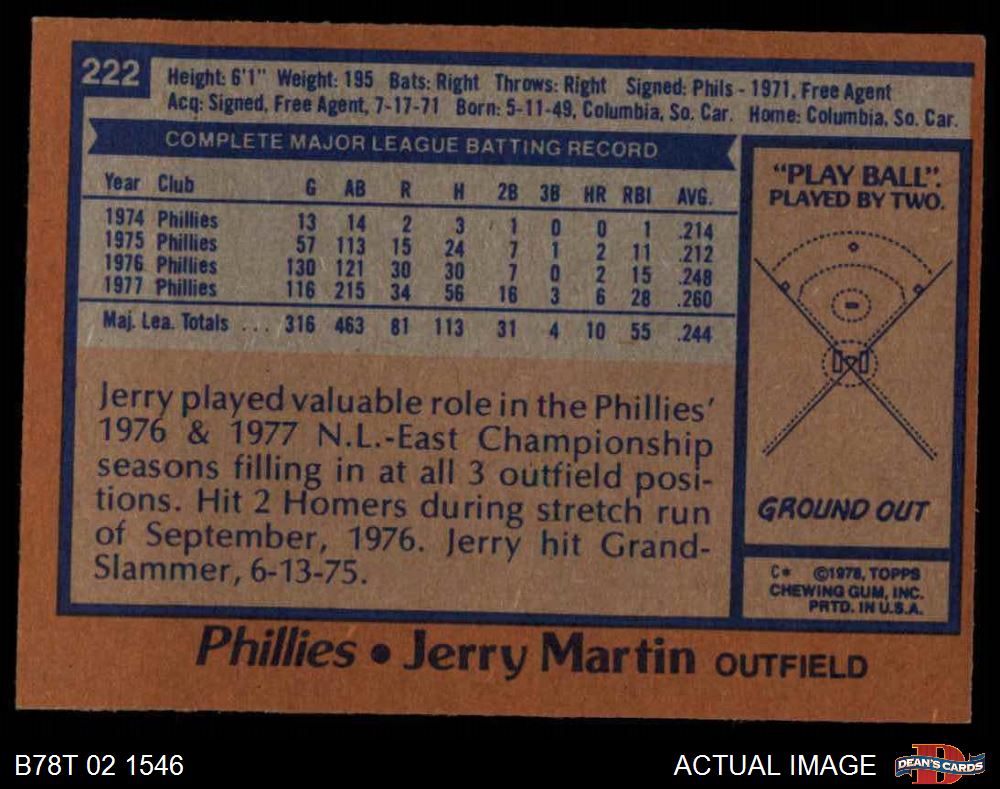 222
Height: 6'1" Weight: 195 Bats: Right Throws: Right Signed: Phils - 1971, Free Agent
Acq: Signed, Free Agent, 7-17-71 Born: 5-11-49, Columbia, So. Car. Home: Columbia, So. Car.
COMPLETE MAJOR LEAGUE BATTING RECORD
Year Club G AB R H 2B 3B HR RBI AVG.
1974 Phillies 13 14 2 3 1 0 0 1 .214
1975 Phillies 57 113 15 24 7 1 2 11 .212
1976 Phillies 130 121 30 30 7 0 2 15 .248
1977 Phillies 116 215 34 56 16 3 6 28 .260
Maj. Lea. Totals ... 316 463 81 113 31 4 10 55 .244
Jerry played valuable role in the Phillies'
1976 & 1977 N.L.-East Championship
seasons filling in at all 3 outfield posi-
tions. Hit 2 Homers during stretch run
of September, 1976. Jerry hit Grand-
Slammer, 6-13-75.
"PLAY BALL".
PLAYED BY TWO.
GROUND OUT
C* ©1978, TOPPS
CHEWING GUM, INC.
PRTD. IN U.S.A.
Phillies • Jerry Martin OUTFIELD
B78T 02 1546
ACTUAL IMAGE
D
DEAN'S CARDS